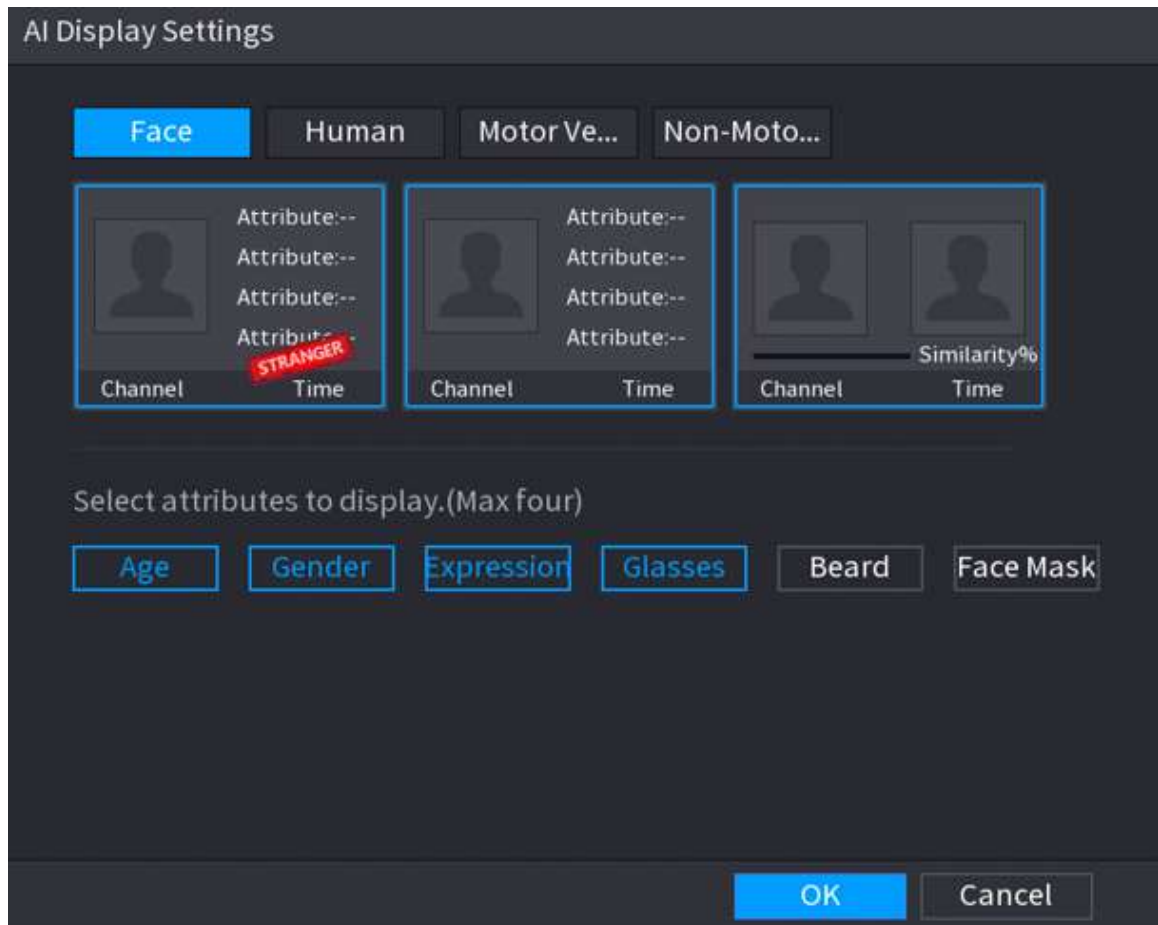 AI Display Settings
Face Human Motor Ve... Non-Moto...
Attribute:-- Attribute:--
Attribute:-- Attribute:--
Attribute:-- Attribute:--
Attribute:-- Attribute:--
STRANGER Similarity%
Channel Time Channel Time Channel Time
Select attributes to display.(Max four)
Age Gender Expression Glasses Beard Face Mask
OK Cancel